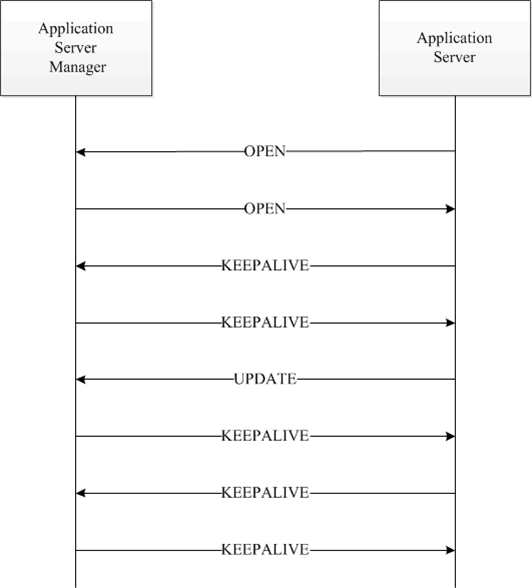 Application
Server
Manager
Application
Server
OPEN
OPEN
KEEPALIVE
KEEPALIVE
UPDATE
KEEPALIVE
KEEPALIVE
KEEPALIVE